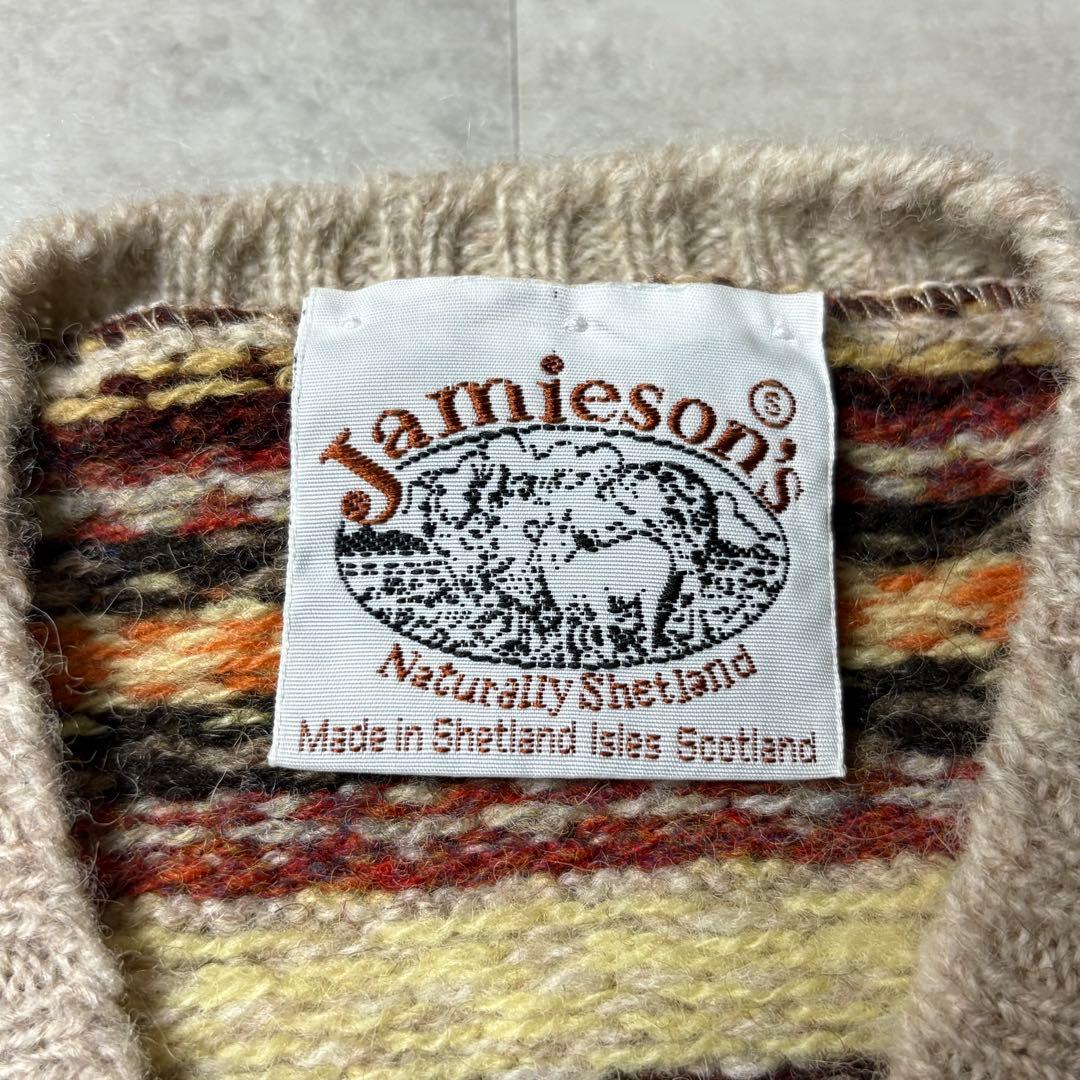 Jamieson's®
Naturally Shetland
Made in Shetland Isles Scotland